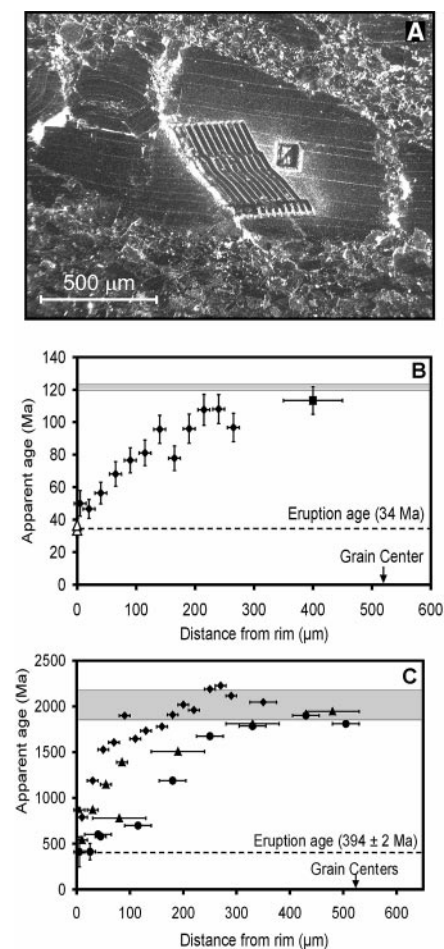 A
500 μm
B
Apparent age (Ma)
140
120
100
80
60
40
20
0
Eruption age (34 Ma)
Grain Center
0 100 200 300 400 500 600
Distance from rim (μm)
C
Apparent age (Ma)
2500
2000
1500
1000
500
0
Eruption age (394 ± 2 Ma)
Grain Centers
0 100 200 300 400 500 600
Distance from rim (μm)